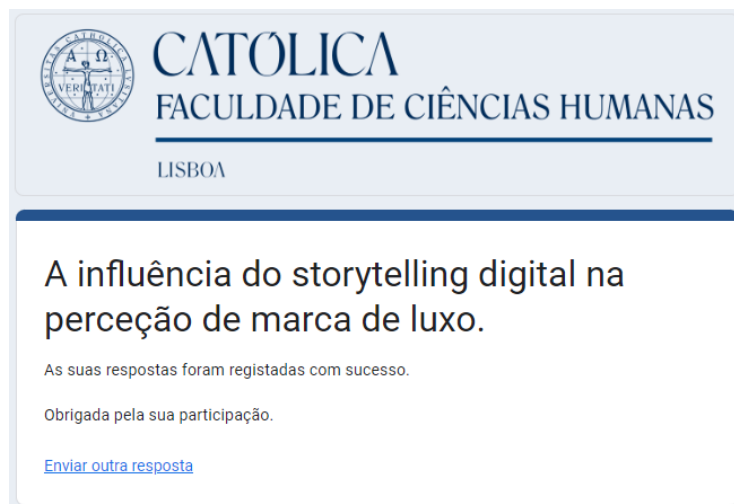 A Ω
VERITATI
CATÓLICA
FACULDADE DE CIÊNCIAS HUMANAS
LISBOA
A influência do storytelling digital na
perceção de marca de luxo.
As suas respostas foram registadas com sucesso.
Obrigada pela sua participação.
Enviar outra resposta